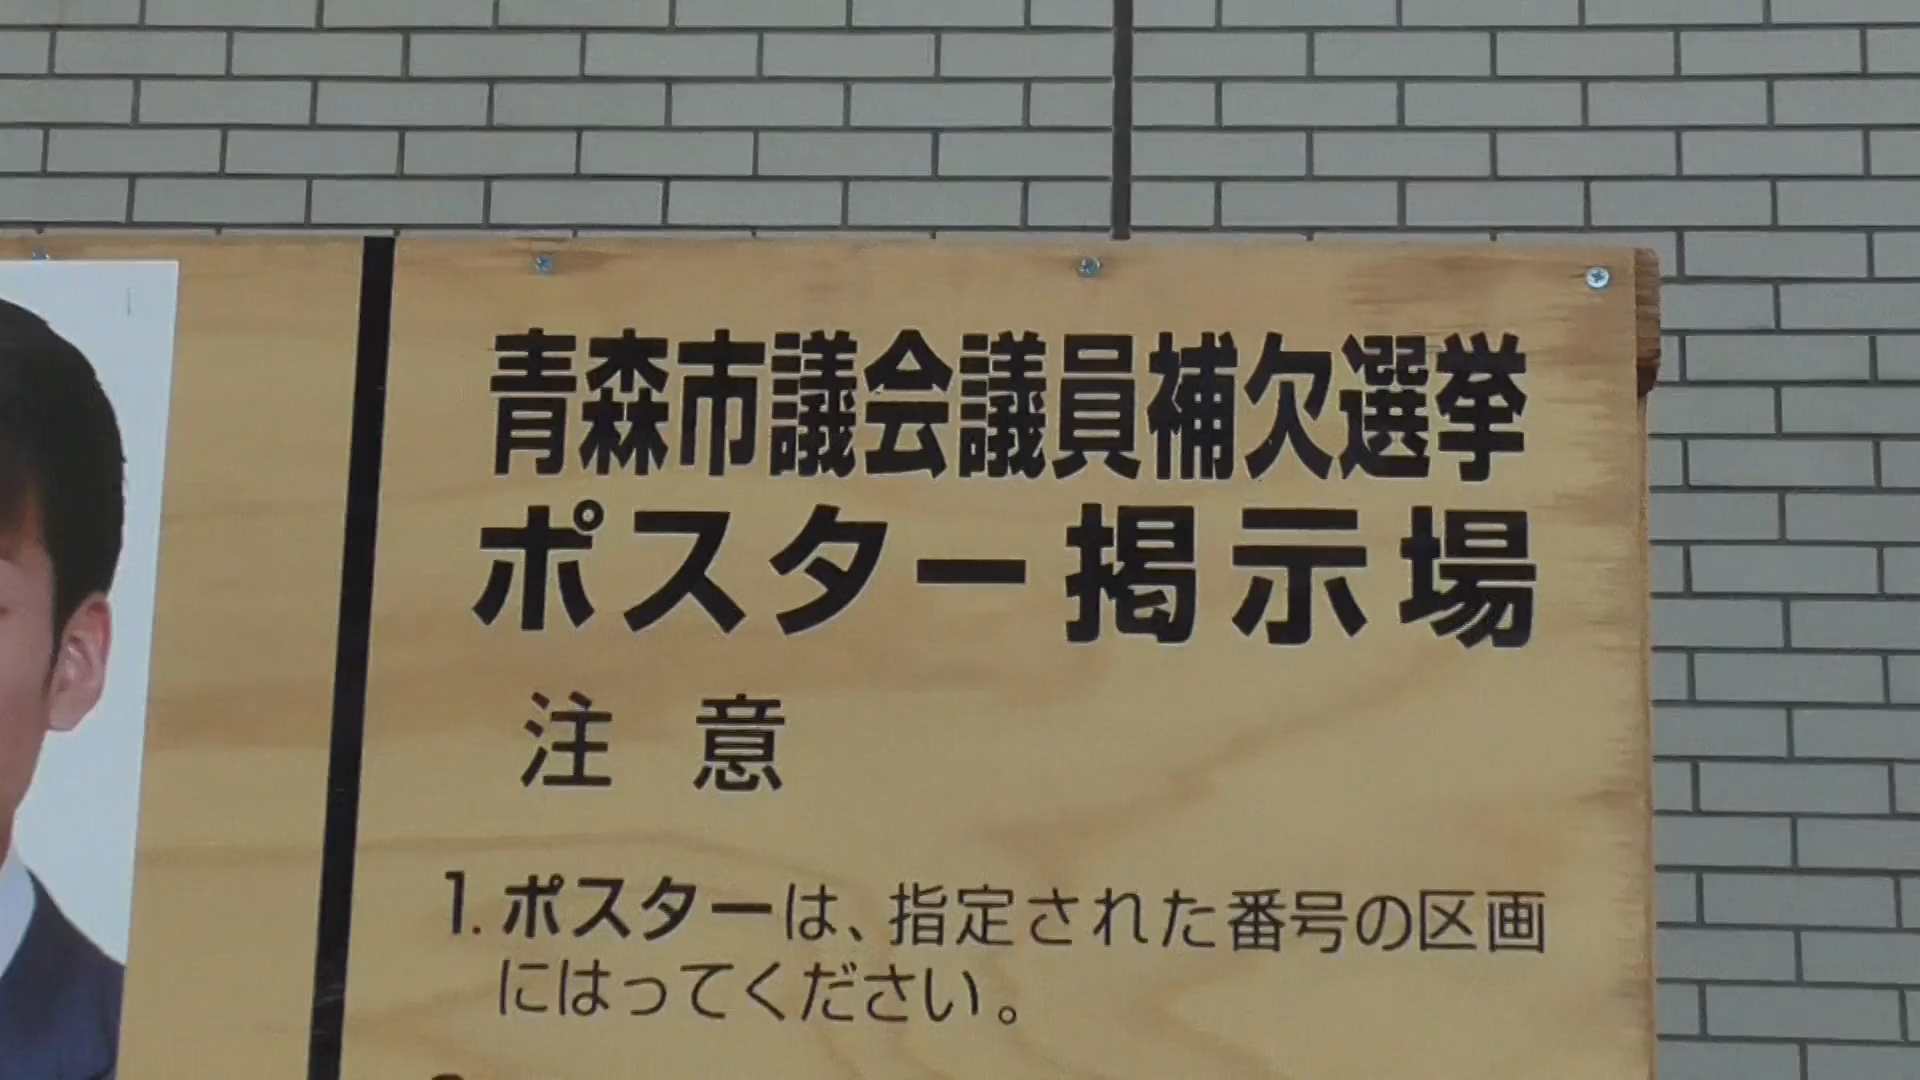 青森市議会議員補欠選挙
ポスター掲示場
注意
1. ポスターは、指定された番号の区画
にはってください。